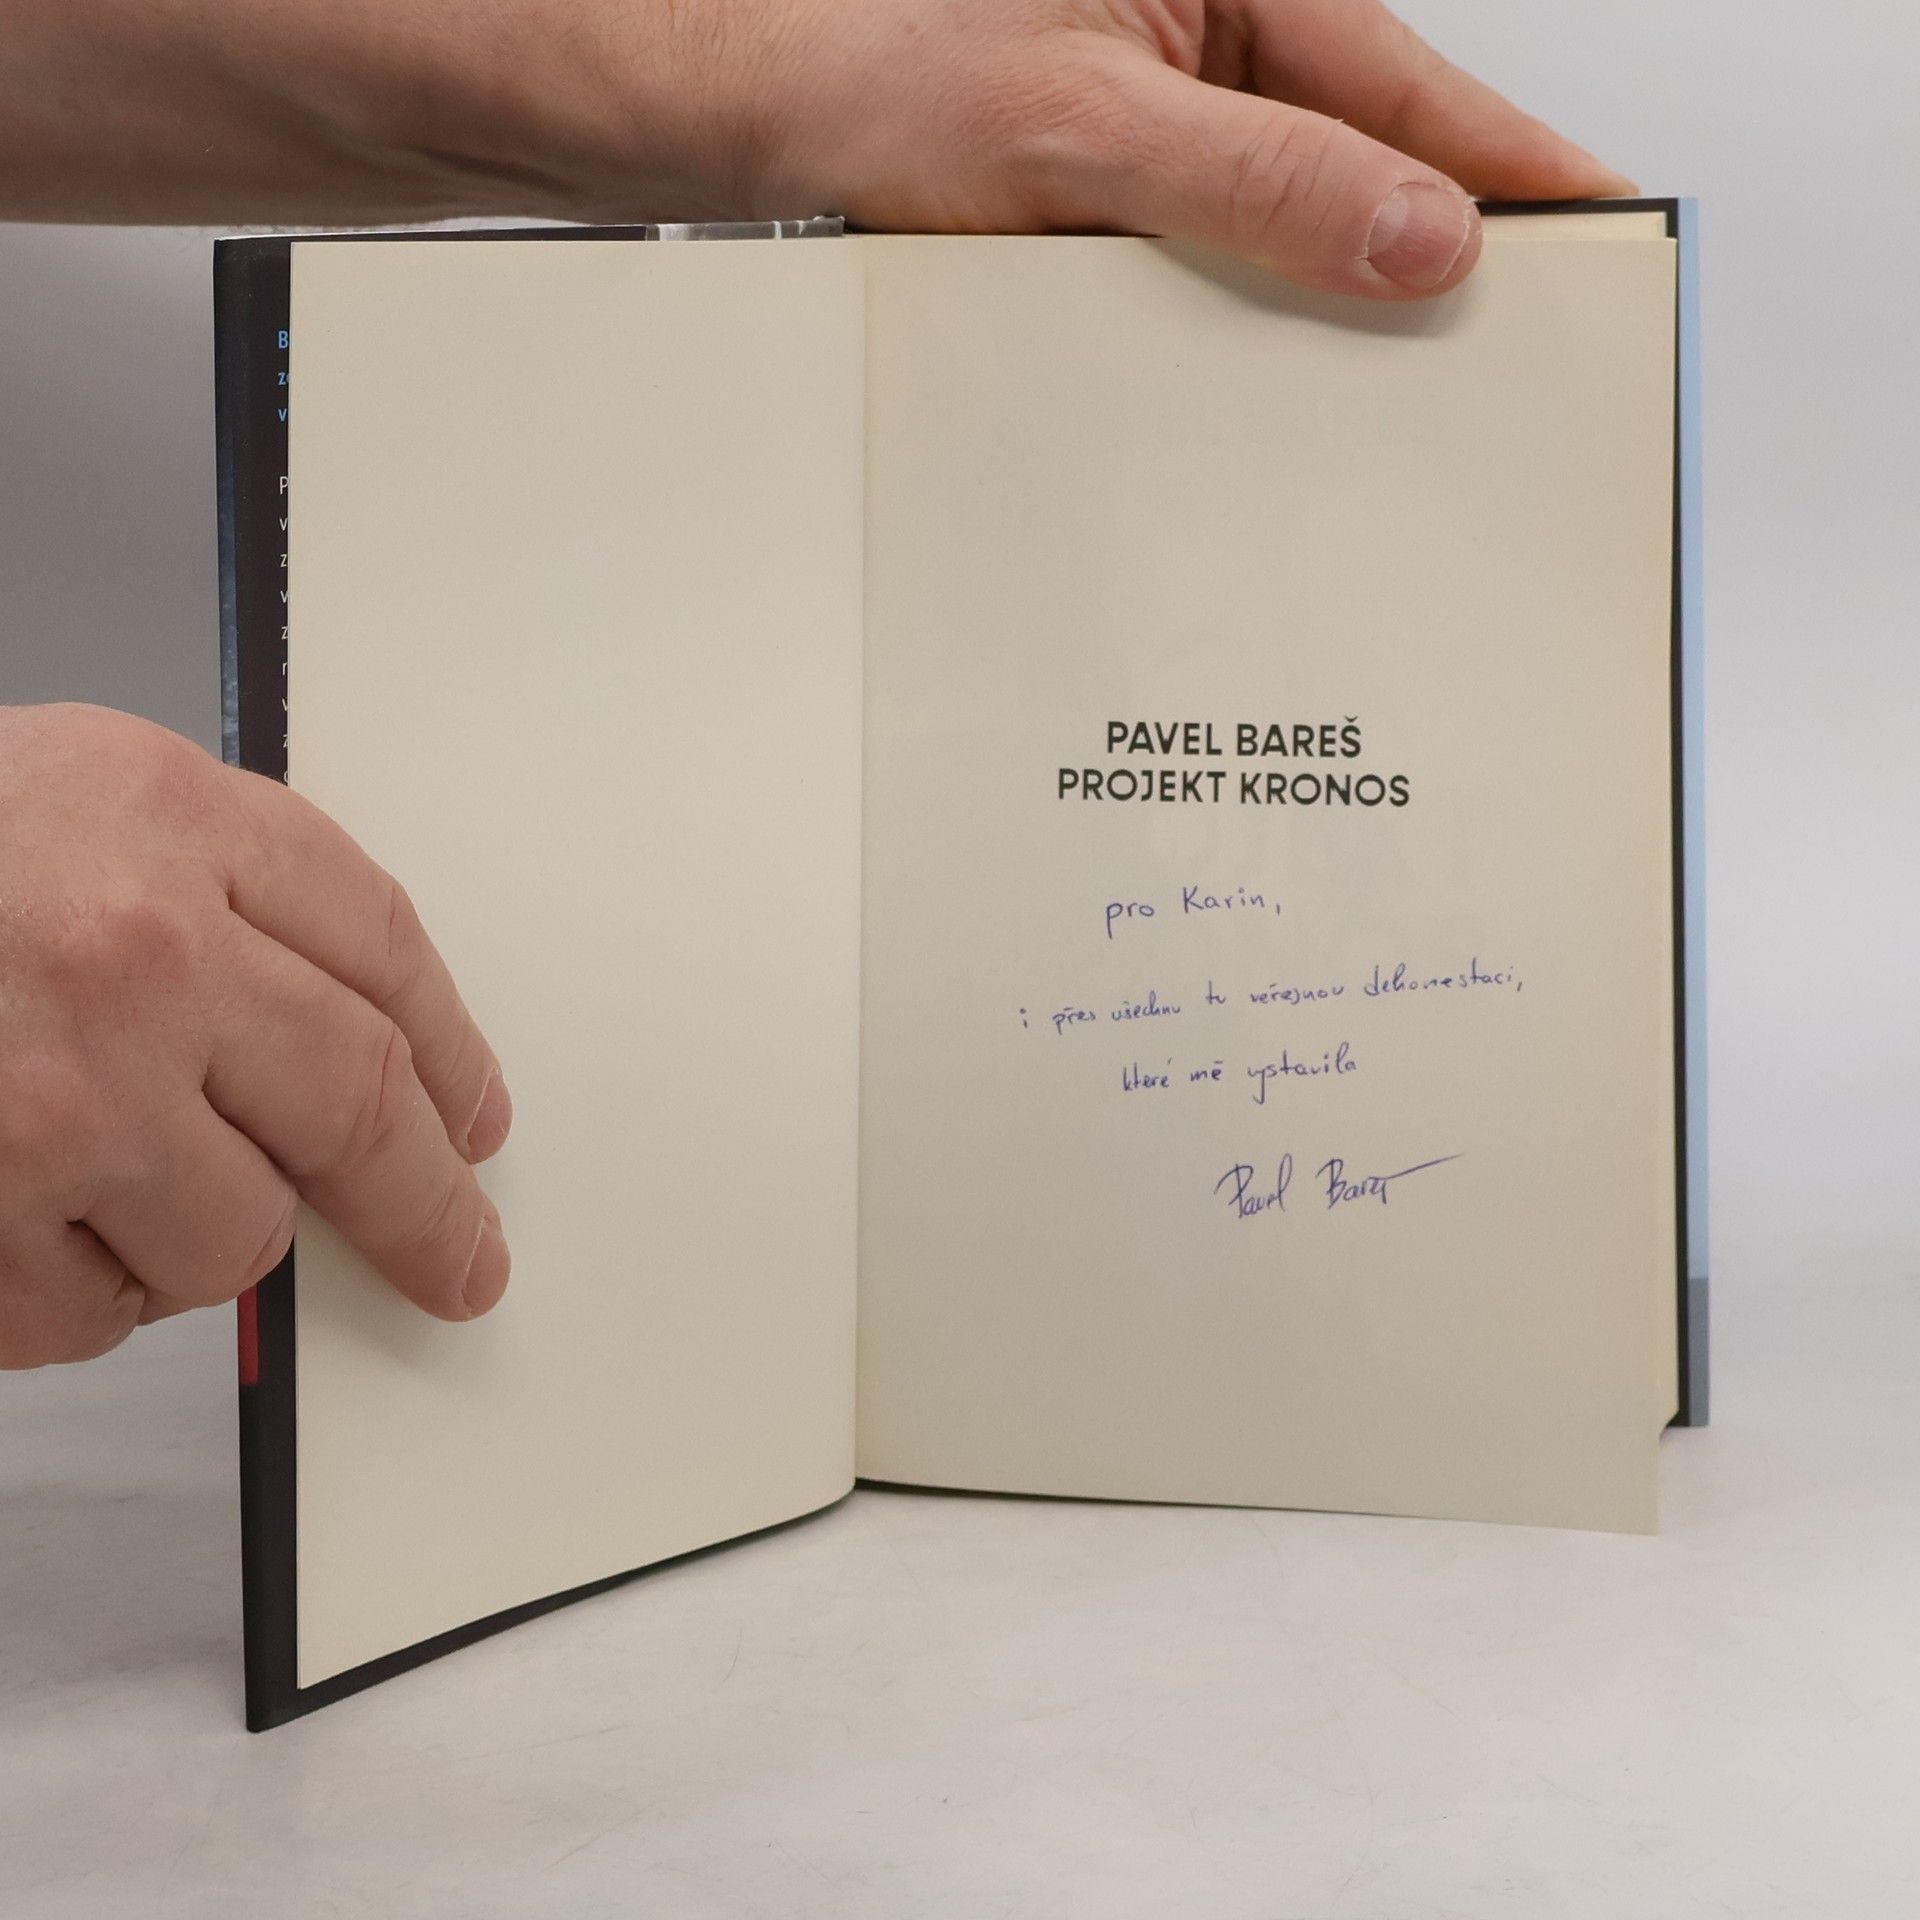 B
v
P
v
z
v
z
PAVEL BAREŠ
PROJEKT KRONOS
pro Karin,
i přes všechnu tu veřejnou dehonestaci,
které mě vystavila
Pavel Bareš